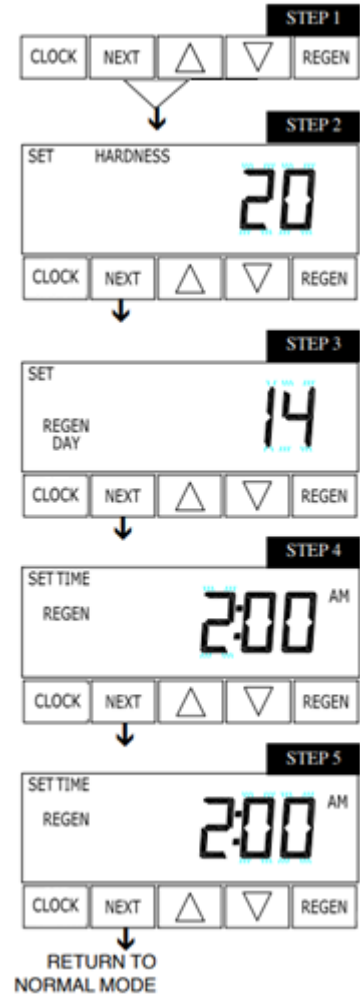 STEP 1
CLOCK NEXT REGEN
STEP 2
SET HARDNESS
20
CLOCK NEXT REGEN
STEP 3
SET
14
REGEN
DAY
CLOCK NEXT REGEN
STEP 4
SET TIME
REGEN 2:00 AM
CLOCK NEXT REGEN
STEP 5
SET TIME
REGEN 2:00 AM
CLOCK NEXT REGEN
RETURN TO
NORMAL MODE